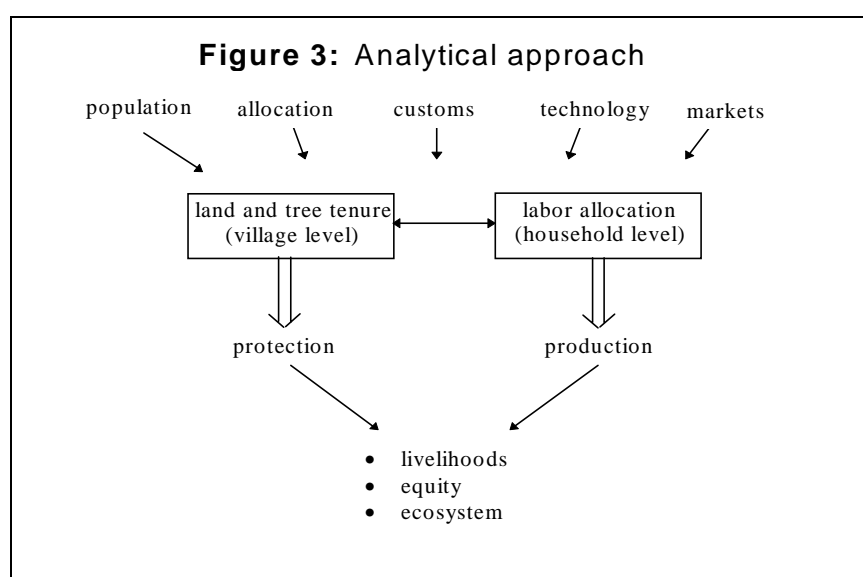 Figure 3: Analytical approach
population allocation customs technology markets
land and tree tenure
(village level)
labor allocation
(household level)
protection production
• livelihoods
• equity
• ecosystem